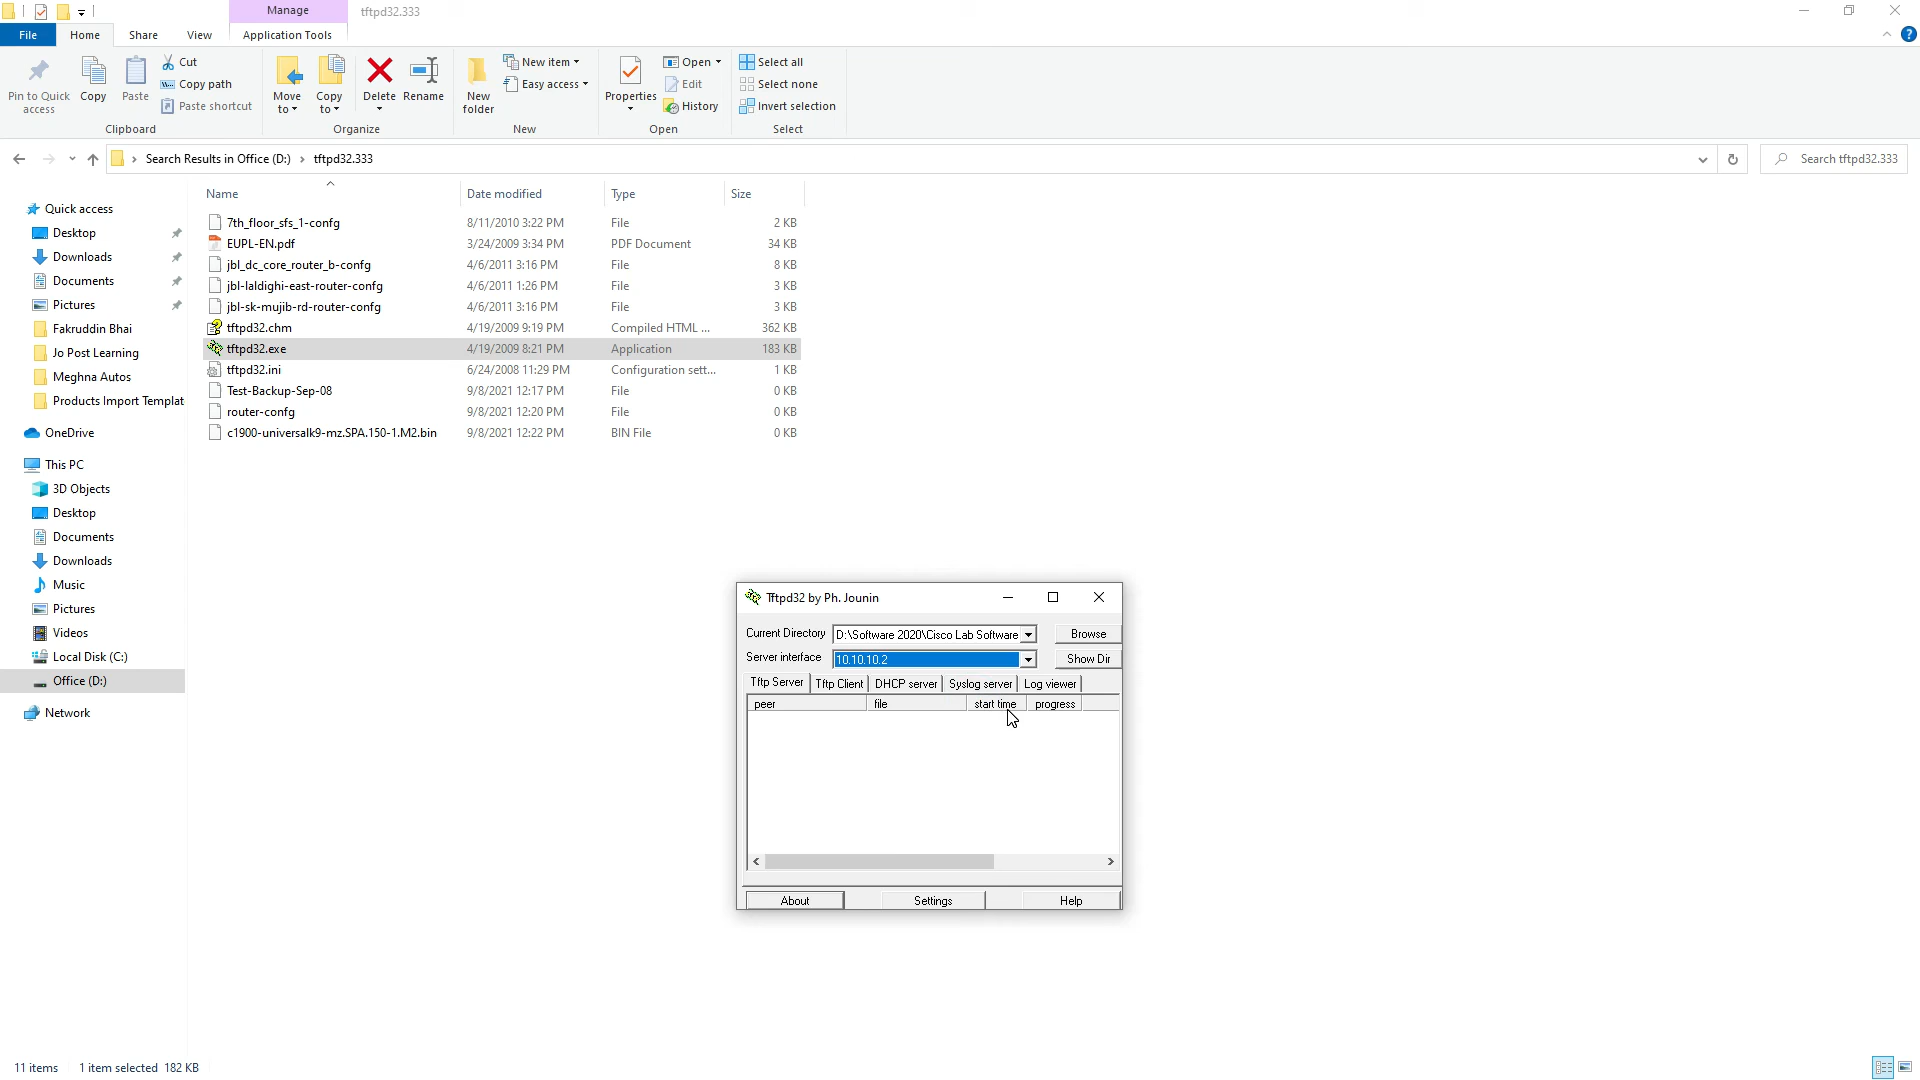 Manage
tftpd32.333
File
Home
Share
View
Application Tools
Pin to Quick access
Copy
Paste
Cut
Copy path
Paste shortcut
Clipboard
Move to
Copy to
Delete
Rename
Organize
New folder
New item
Easy access
New
Properties
Open
Edit
History
Open
Select all
Select none
Invert selection
Select
Search Results in Office (D:) › tftpd32.333
Search tftpd32.333
Name Date modified Type Size
7th_floor_sfs_1-confg 8/11/2010 3:22 PM File 2 KB
EUPL-EN.pdf 3/24/2009 3:34 PM PDF Document 34 KB
jbl_dc_core_router_b-confg 4/6/2011 3:16 PM File 8 KB
jbl-laldighi-east-router-confg 4/6/2011 1:26 PM File 3 KB
jbl-sk-mujib-rd-router-confg 4/6/2011 3:16 PM File 3 KB
tftpd32.chm 4/19/2009 9:19 PM Compiled HTML ... 362 KB
tftpd32.exe 4/19/2009 8:21 PM Application 183 KB
tftpd32.ini 6/24/2008 11:29 PM Configuration sett... 1 KB
Test-Backup-Sep-08 9/8/2021 12:17 PM File 0 KB
router-confg 9/8/2021 12:20 PM File 0 KB
c1900-universalk9-mz.SPA.150-1.M2.bin 9/8/2021 12:22 PM BIN File 0 KB
Quick access
Desktop
Downloads
Documents
Pictures
Fakruddin Bhai
Jo Post Learning
Meghna Autos
Products Import Templat
OneDrive
This PC
3D Objects
Desktop
Documents
Downloads
Music
Pictures
Videos
Local Disk (C:)
Office (D:)
Network
Tftpd32 by Ph. Jounin
Current Directory D:\Software 2020\Cisco Lab Software Browse
Server interface 10.10.10.2 Show Dir
Tftp Server Tftp Client DHCP server Syslog server Log viewer
peer file start time progress
About Settings Help
11 items 1 item selected 182 KB